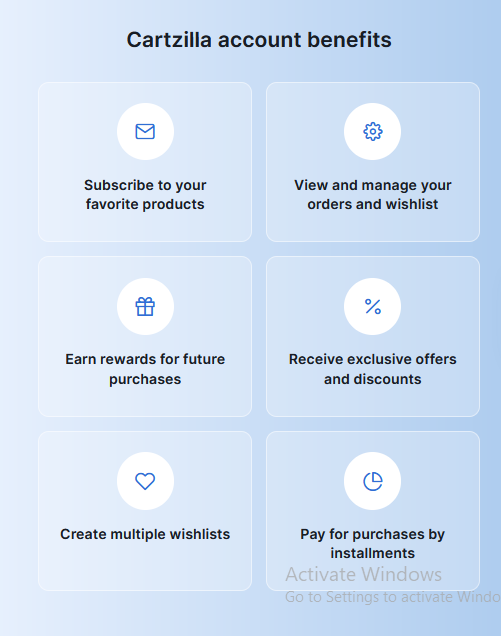 Cartzilla account benefits
Subscribe to your
favorite products
View and manage your
orders and wishlist
Earn rewards for future
purchases
Receive exclusive offers
and discounts
Create multiple wishlists
Pay for purchases by
installments
Activate Windows
Go to Settings to activate Windo